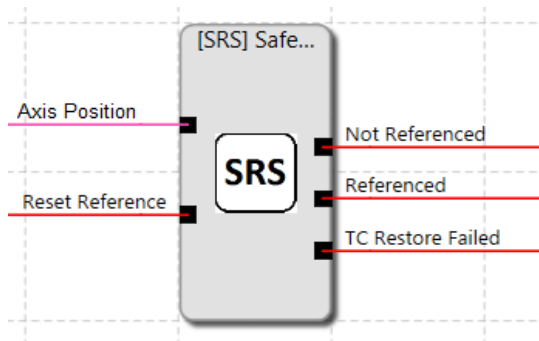 [SRS] Safe...
Axis Position
Not Referenced
SRS
Referenced
Reset Reference
TC Restore Failed